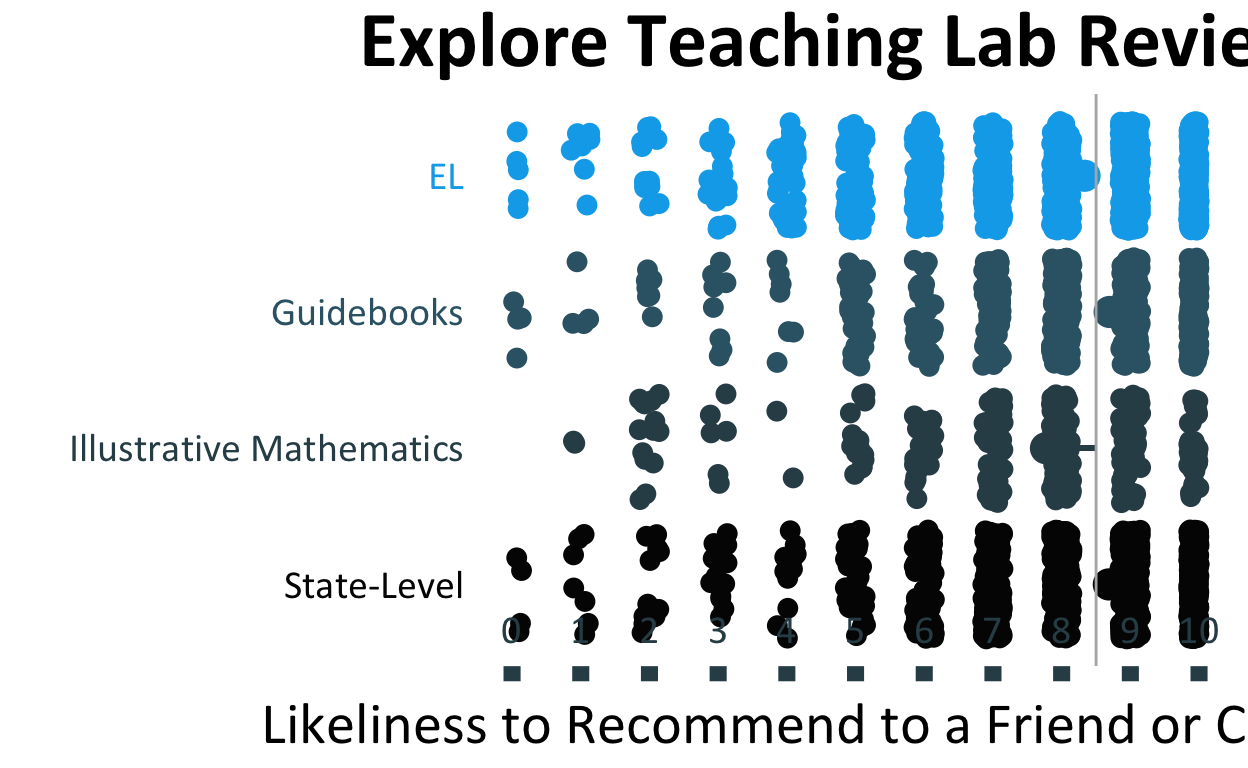 Explore Teaching Lab Revie
EL
Guidebooks
Illustrative Mathematics
State-Level
0 1 2 3 4 5 6 7 8 9 10
Likeliness to Recommend to a Friend or C